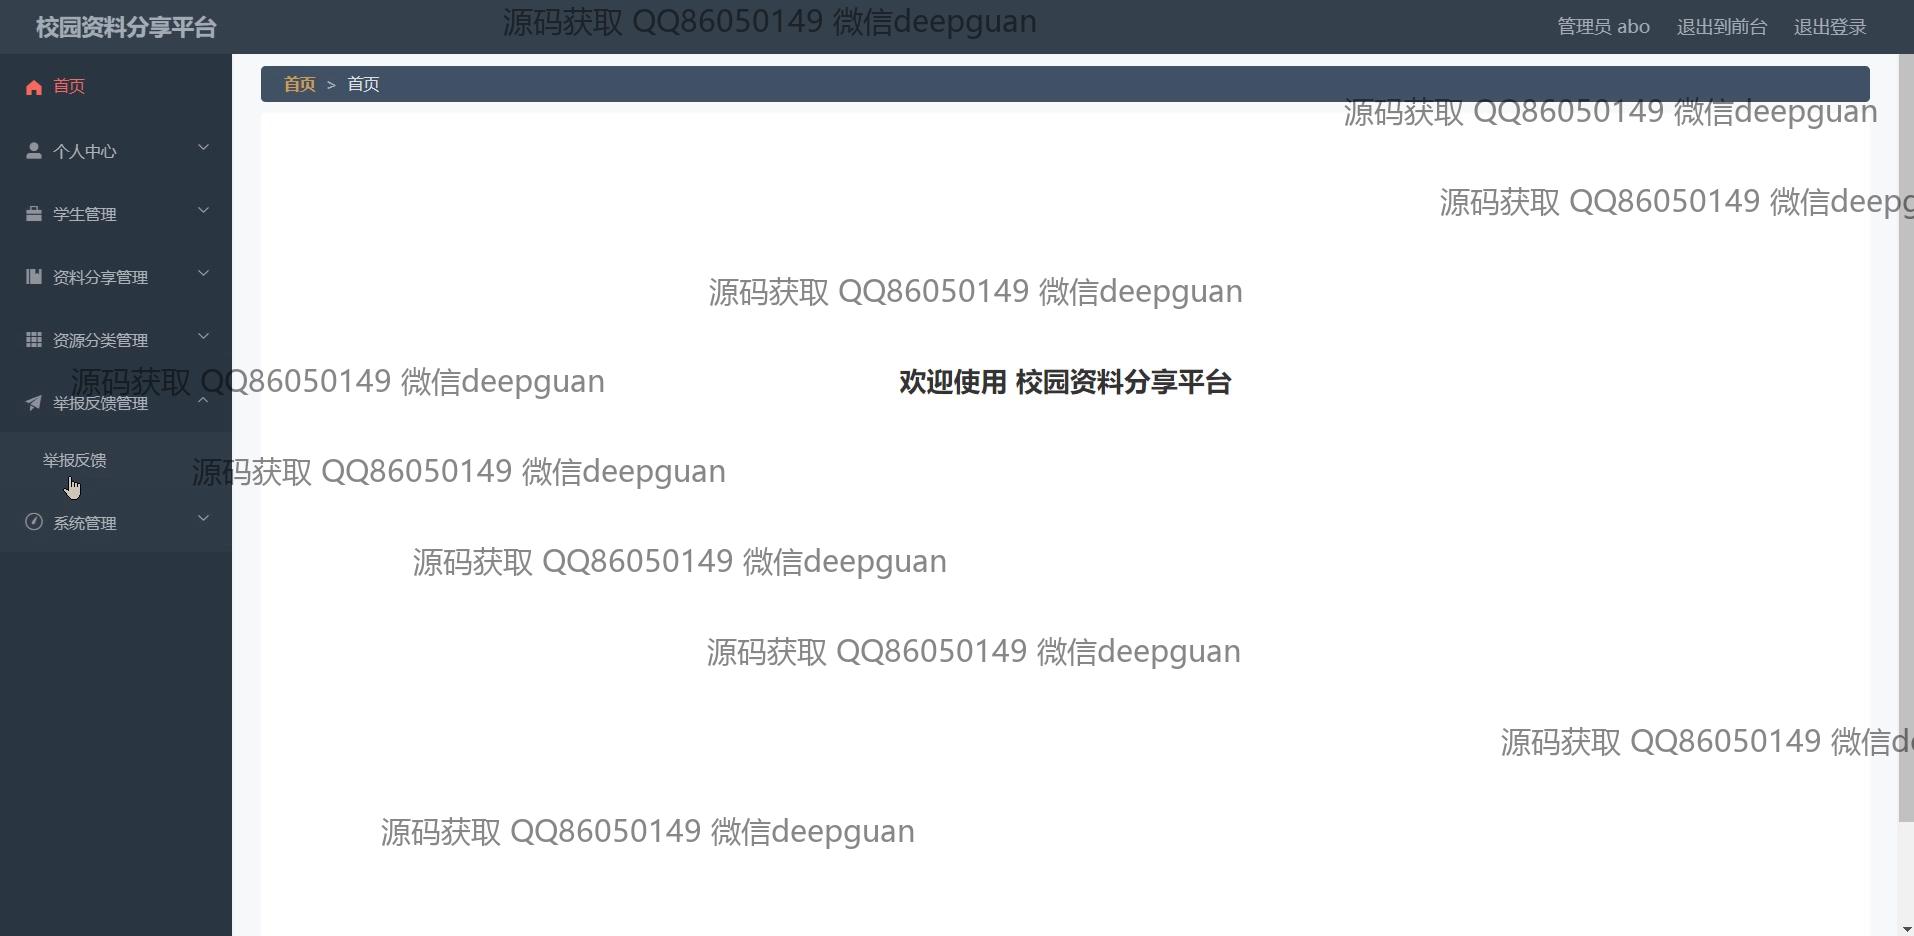 校园资料分享平台
源码获取 QQ86050149 微信deepguan
管理员 abo 退出到前台 退出登录
首页
首页 > 首页
源码获取 QQ86050149 微信deepguan
个人中心
源码获取 QQ86050149 微信deepg
学生管理
资料分享管理
源码获取 QQ86050149 微信deepguan
资源分类管理
源码获取 QQ86050149 微信deepguan
欢迎使用 校园资料分享平台
举报反馈管理
举报反馈
源码获取 QQ86050149 微信deepguan
系统管理
源码获取 QQ86050149 微信deepguan
源码获取 QQ86050149 微信deepguan
源码获取 QQ86050149 微信de
源码获取 QQ86050149 微信deepguan